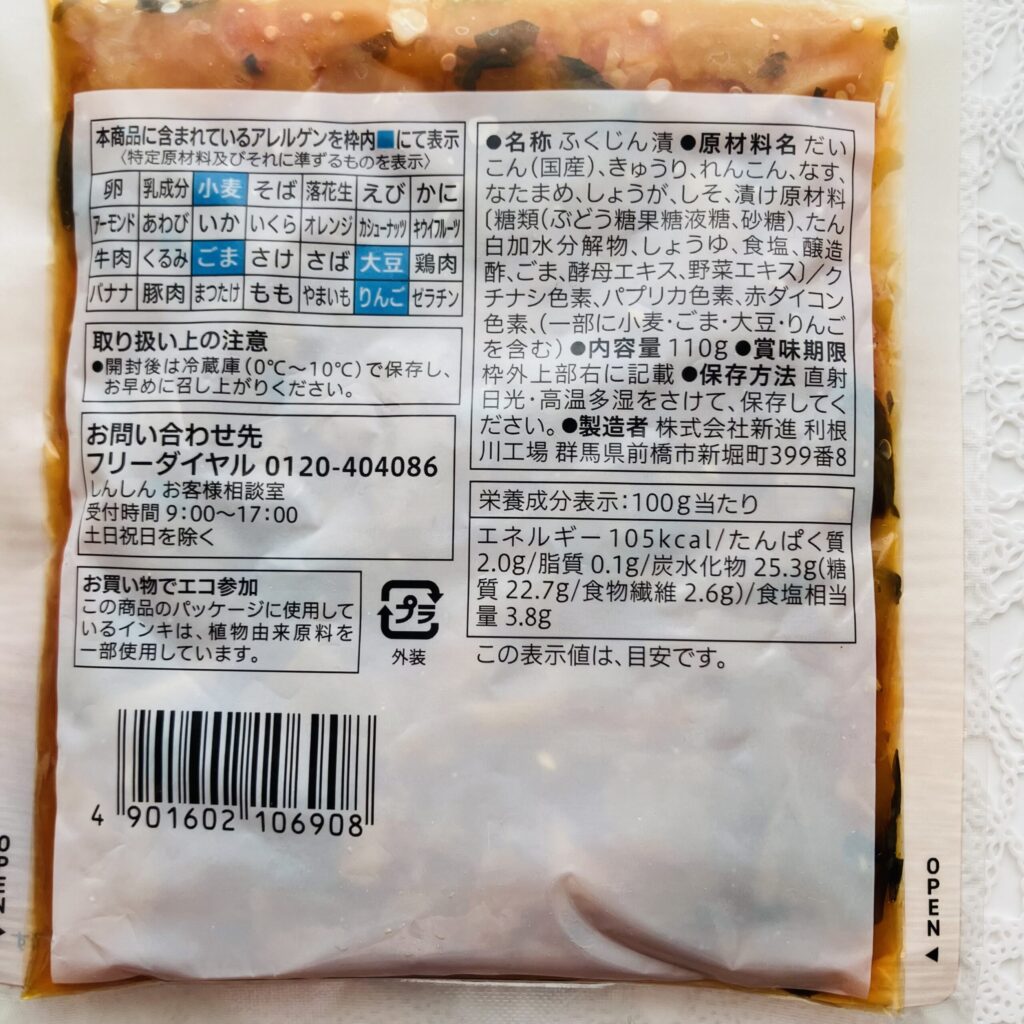 本商品に含まれているアレルゲンを枠内■にて表示
〈特定原材料及びそれに準ずるものを表示〉
卵 乳成分 小麦 そば 落花生 えび かに
アーモンド あわび いか いくら オレンジ カシューナッツ キウイフルーツ
牛肉 くるみ ごま さけ さば 大豆 鶏肉
バナナ 豚肉 まつたけ もも やまいも りんご ゼラチン
取り扱い上の注意
●開封後は冷蔵庫(0℃～10℃)で保存し、
お早めに召し上がりください。
お問い合わせ先
フリーダイヤル 0120-404086
しんしん お客様相談室
受付時間 9:00～17:00
土日祝日を除く
お買い物でエコ参加
この商品のパッケージに使用して
いるインキは、植物由来原料を
一部使用しています。
プラ
外装
●名称 ふくじん漬 ●原材料名 だい
こん(国産)、きゅうり、れんこん、なす、
なたまめ、しょうが、しそ、漬け原材料
〔糖類(ぶどう糖果糖液糖、砂糖)、たん
白加水分解物、しょうゆ、食塩、醸造
酢、ごま、酵母エキス、野菜エキス〕／ク
チナシ色素、パプリカ色素、赤ダイコン
色素、(一部に小麦・ごま・大豆・りんご
を含む) ●内容量 110g ●賞味期限
枠外上部右に記載 ●保存方法 直射
日光・高温多湿をさけて、保存してく
ださい。●製造者 株式会社新進 利根
川工場 群馬県前橋市新堀町399番8
栄養成分表示:100g当たり
エネルギー 105kcal/たんぱく質
2.0g/脂質 0.1g/炭水化物 25.3g(糖
質 22.7g/食物繊維 2.6g)/食塩相当
量 3.8g
この表示値は、目安です。
4 901602 106908
OPEN
OPEN